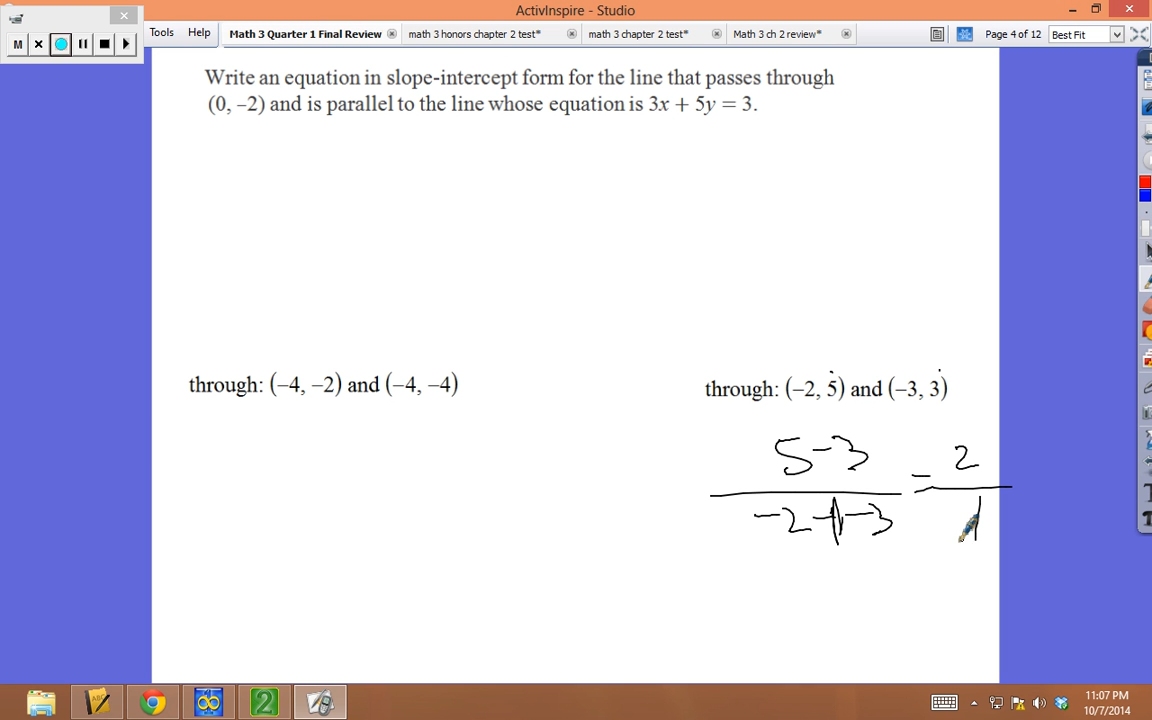 ActivInspire - Studio
M
Tools Help Math 3 Quarter 1 Final Review math 3 honors chapter 2 test* math 3 chapter 2 test* Math 3 ch 2 review* Page 4 of 12 Best Fit
Write an equation in slope-intercept form for the line that passes through
(0, –2) and is parallel to the line whose equation is 3x + 5y = 3.
through: (–4, –2) and (–4, –4)
through: (–2, 5) and (–3, 3)
5-3 = 2
-2-+-3 1
ABC 2
11:07 PM
10/7/2014